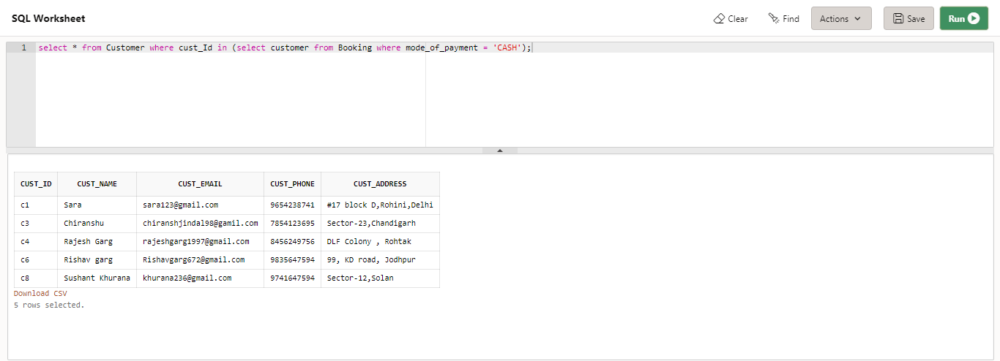 SQL Worksheet
Clear Find Actions Save Run
1 select * from Customer where cust_Id in (select customer from Booking where mode_of_payment = 'CASH');
CUST_ID CUST_NAME CUST_EMAIL CUST_PHONE CUST_ADDRESS
c1 Sara sara123@gmail.com 9654238741 #17 block D,Rohini,Delhi
c3 Chiranshu chiranshjindal98@gamil.com 7854123695 Sector-23,Chandigarh
c4 Rajesh Garg rajeshgarg1997@gmail.com 8456249756 DLF Colony , Rohtak
c6 Rishav garg Rishavgarg672@gmail.com 9835647594 99, KD road, Jodhpur
c8 Sushant Khurana khurana236@gmail.com 9741647594 Sector-12,Solan
Download CSV
5 rows selected.